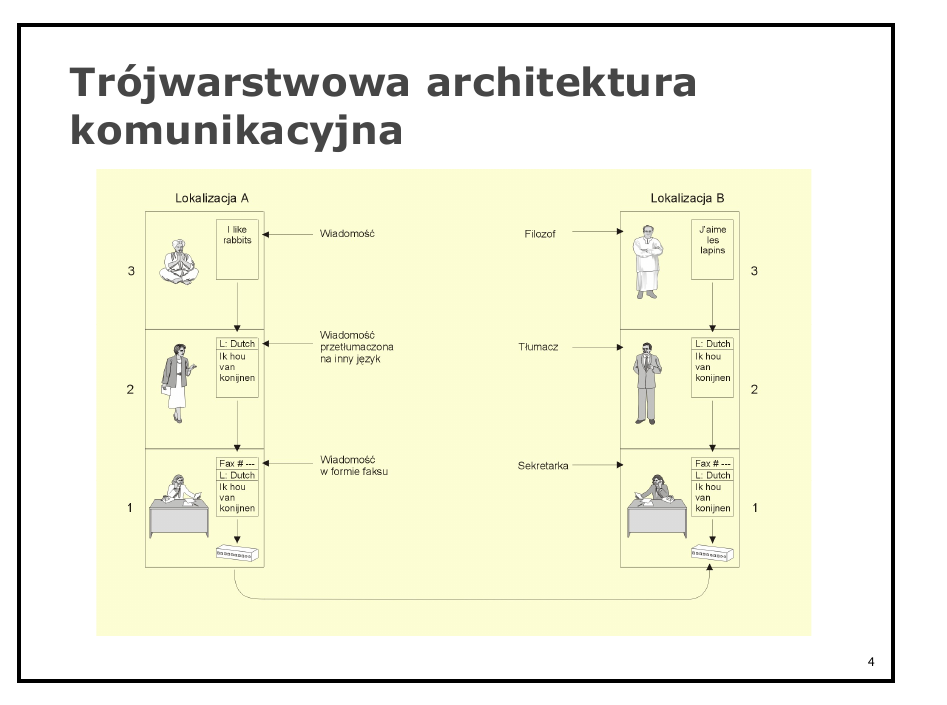 Trójwarstwowa architektura
komunikacyjna
Lokalizacja A
Lokalizacja B
I like
rabbits
Wiadomość
Filozof
J'aime
les
lapins
3
3
L: Dutch
Ik hou
van
konijnen
Wiadomość
przetłumaczona
na inny język
Tłumacz
L: Dutch
Ik hou
van
konijnen
2
2
Fax # ---
L: Dutch
Ik hou
van
konijnen
Wiadomość
w formie faksu
Sekretarka
Fax # ---
L: Dutch
Ik hou
van
konijnen
1
1
4